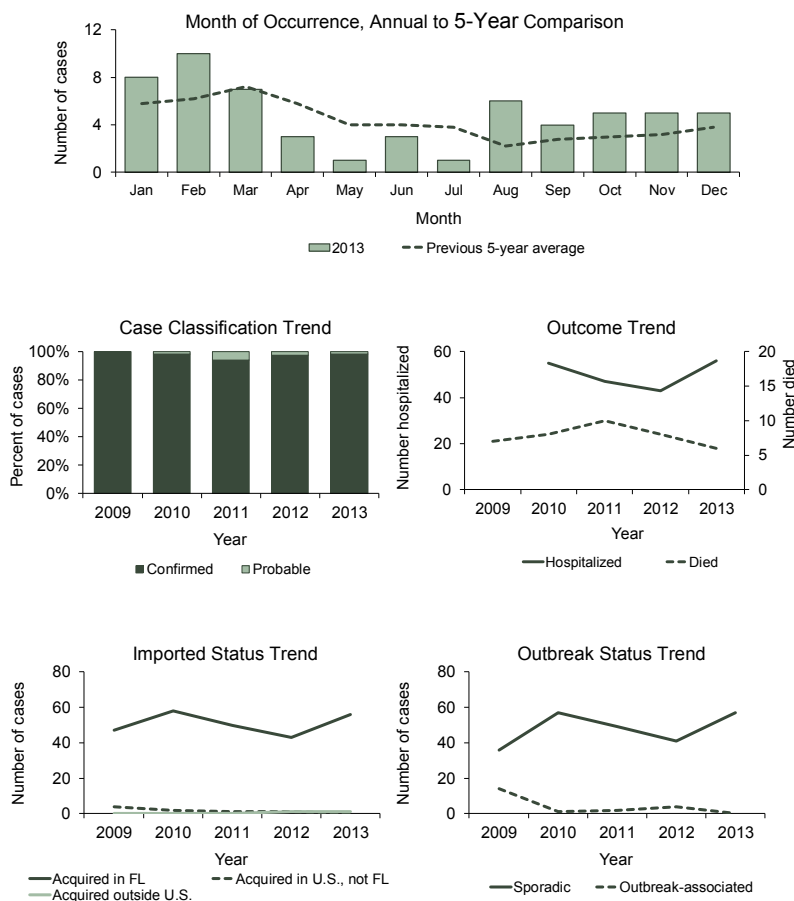 Month of Occurrence, Annual to 5-Year Comparison
Number of cases
12
8
4
0
Jan Feb Mar Apr May Jun Jul Aug Sep Oct Nov Dec
Month
2013 Previous 5-year average
Case Classification Trend
Percent of cases
100%
80%
60%
40%
20%
0%
2009 2010 2011 2012 2013
Year
Confirmed Probable
Outcome Trend
Number hospitalized
60
40
20
0
20
15
10
5
0
Number died
2009 2010 2011 2012 2013
Year
Hospitalized Died
Imported Status Trend
Number of cases
80
60
40
20
0
2009 2010 2011 2012 2013
Year
Acquired in FL Acquired in U.S., not FL
Acquired outside U.S.
Outbreak Status Trend
Number of cases
80
60
40
20
0
2009 2010 2011 2012 2013
Year
Sporadic Outbreak-associated